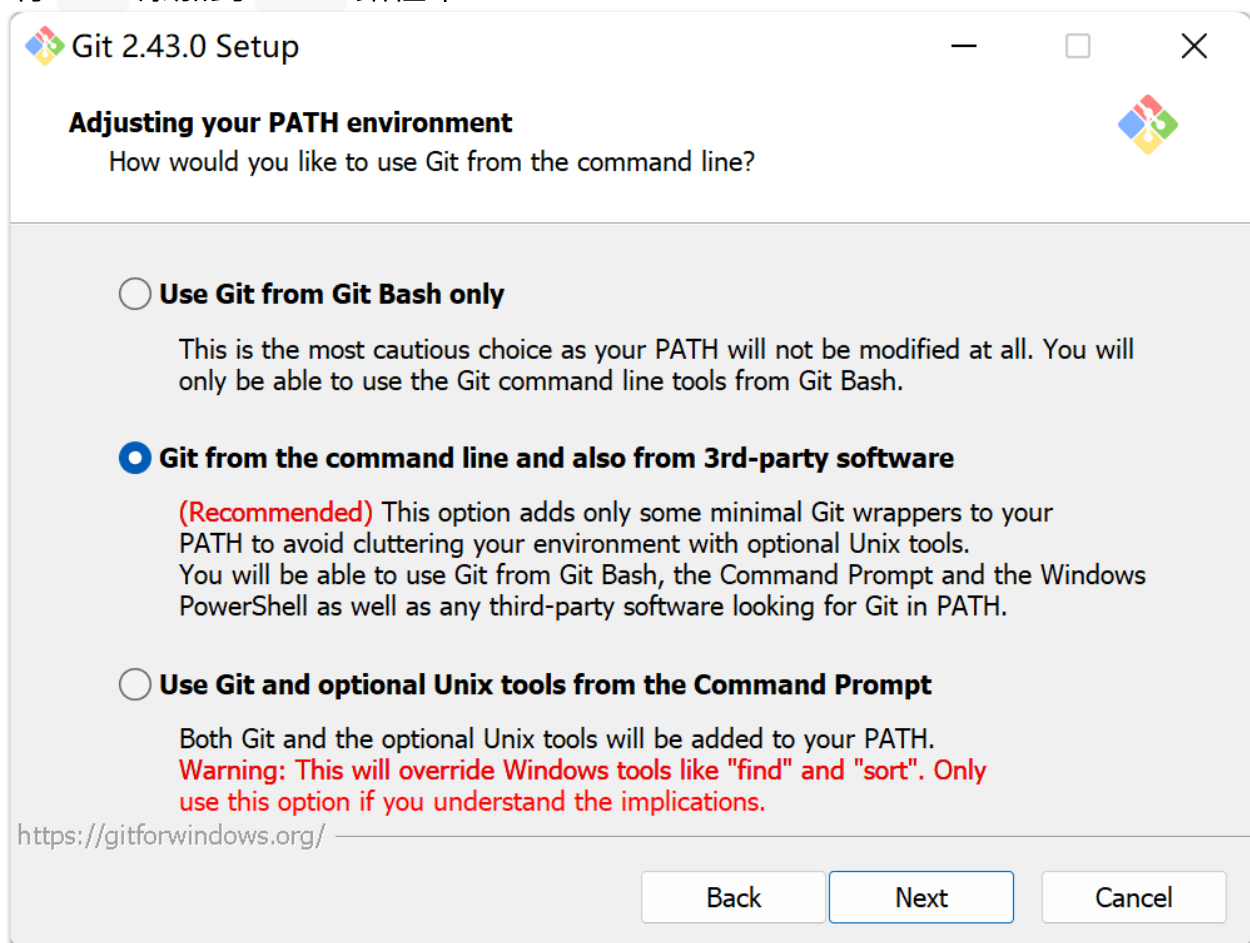 Git 2.43.0 Setup
Adjusting your PATH environment
How would you like to use Git from the command line?
Use Git from Git Bash only
This is the most cautious choice as your PATH will not be modified at all. You will
only be able to use the Git command line tools from Git Bash.
Git from the command line and also from 3rd-party software
(Recommended) This option adds only some minimal Git wrappers to your
PATH to avoid cluttering your environment with optional Unix tools.
You will be able to use Git from Git Bash, the Command Prompt and the Windows
PowerShell as well as any third-party software looking for Git in PATH.
Use Git and optional Unix tools from the Command Prompt
Both Git and the optional Unix tools will be added to your PATH.
Warning: This will override Windows tools like "find" and "sort". Only
use this option if you understand the implications.
https://gitforwindows.org/
Back Next Cancel